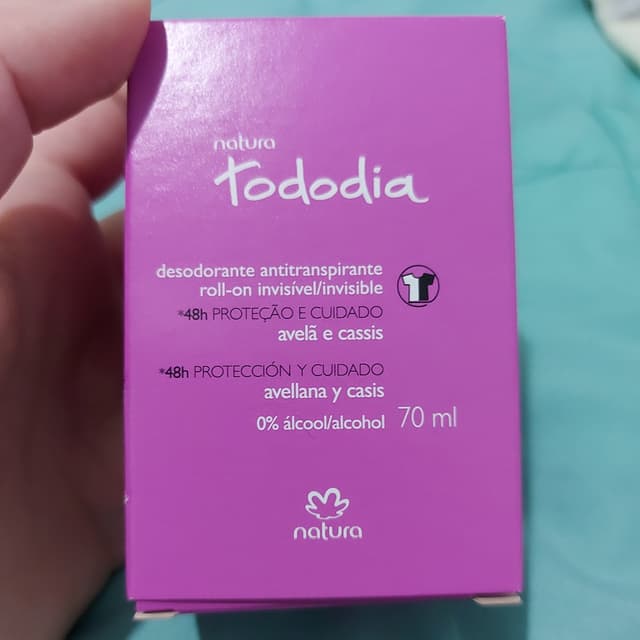 natura
tododia
desodorante antitranspirante
roll-on invisível/invisible
*48h PROTEÇÃO E CUIDADO
avelã e cassis
*48h PROTECCIÓN Y CUIDADO
avellana y casis
0% álcool/alcohol 70 ml
natura